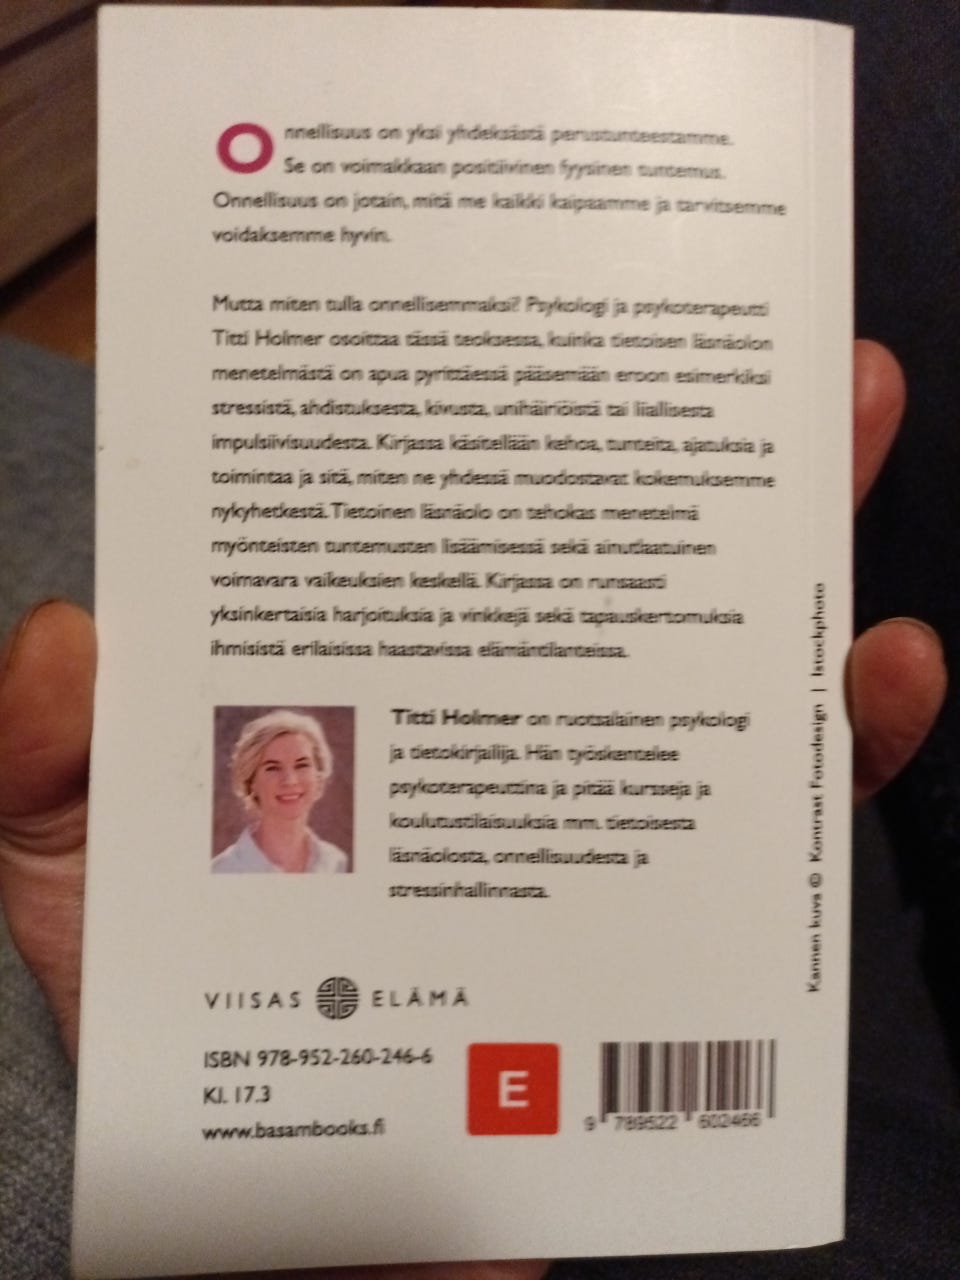 Onnellisuus on yksi yhdeksästä perustunteestamme.
Se on voimakkaan positiivinen fyysinen tuntemus.
Onnellisuus on jotain, mitä me kaikki kaipaamme ja tarvitsemme
voidaksemme hyvin.
Mutta miten tulla onnellisemmaksi? Psykologi ja psykoterapeutti
Titti Holmer osoittaa tässä teoksessa, kuinka tietoisen läsnäolon
menetelmästä on apua pyrittäessä pääsemään eroon esimerkiksi
stressistä, ahdistuksesta, kivusta, unihäiriöistä tai liiallisesta
impulsiivisuudesta. Kirjassa käsitellään kehoa, tunteita, ajatuksia ja
toimintaa ja sitä, miten ne yhdessä muodostavat kokemuksemme
nykyhetkestä. Tietoinen läsnäolo on tehokas menetelmä
myönteisten tuntemusten lisäämisessä sekä ainutlaatuinen
voimavara vaikeuksien keskellä. Kirjassa on runsaasti
yksinkertaisia harjoituksia ja vinkkejä sekä tapauskertomuksia
ihmisistä erilaisissa haastavissa elämäntilanteissa.
Titti Holmer on ruotsalainen psykologi
ja tietokirjailija. Hän työskentelee
psykoterapeuttina ja pitää kursseja ja
koulutustilaisuuksia mm. tietoisesta
läsnäolosta, onnellisuudesta ja
stressinhallinnasta.
Kannen kuva © Kontrast Fotodesign | Istockphoto
VIISAS ELÄMÄ
ISBN 978-952-260-246-6
Kl. 17.3
www.basambooks.fi
E
9 789522 602466